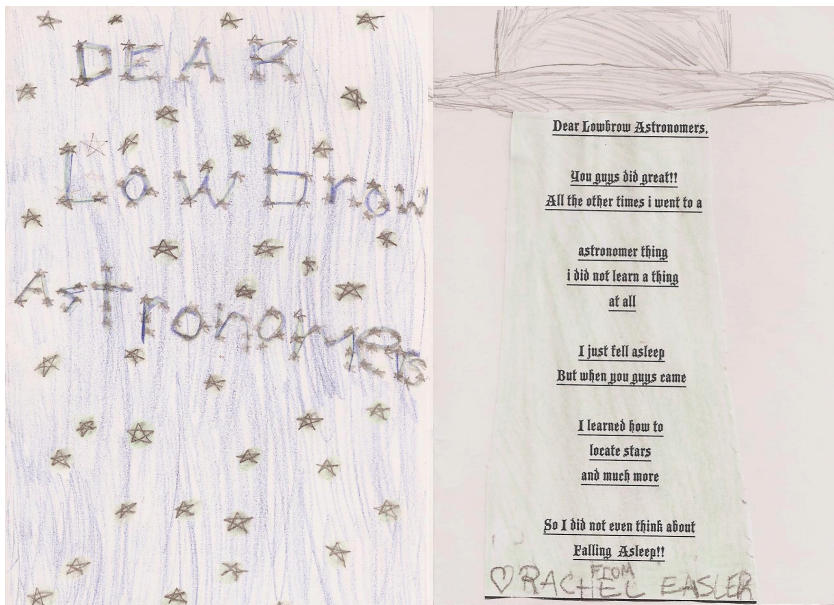 DEAR
Lowbrow
Astronomes
Dear Lowbrow Astronomers,
You guys did great!!
All the other times i went to a
astronomer thing
i did not learn a thing
at all
I just fell asleep
But when you guys came
I learned how to
locate stars
and much more
So I did not even think about
Falling Asleep!!
FROM
♡ RACHEL EASLER